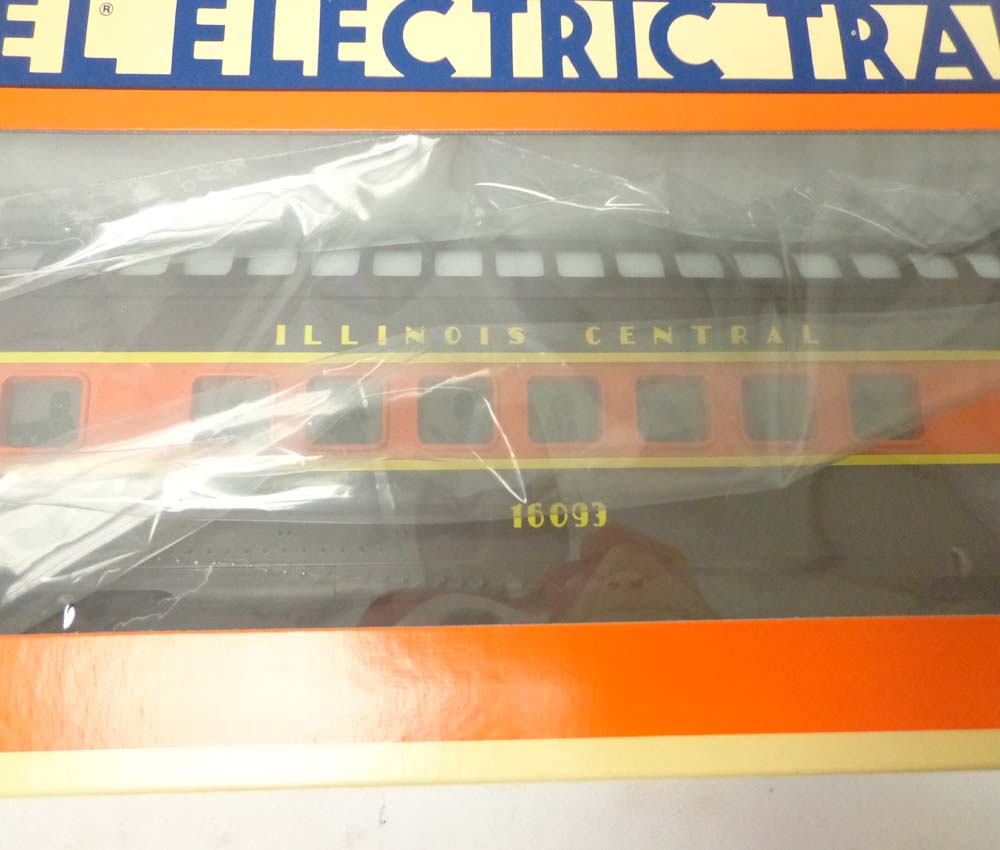 EL® ELECTRIC TRA
ILLINOIS CENTRAL
16093